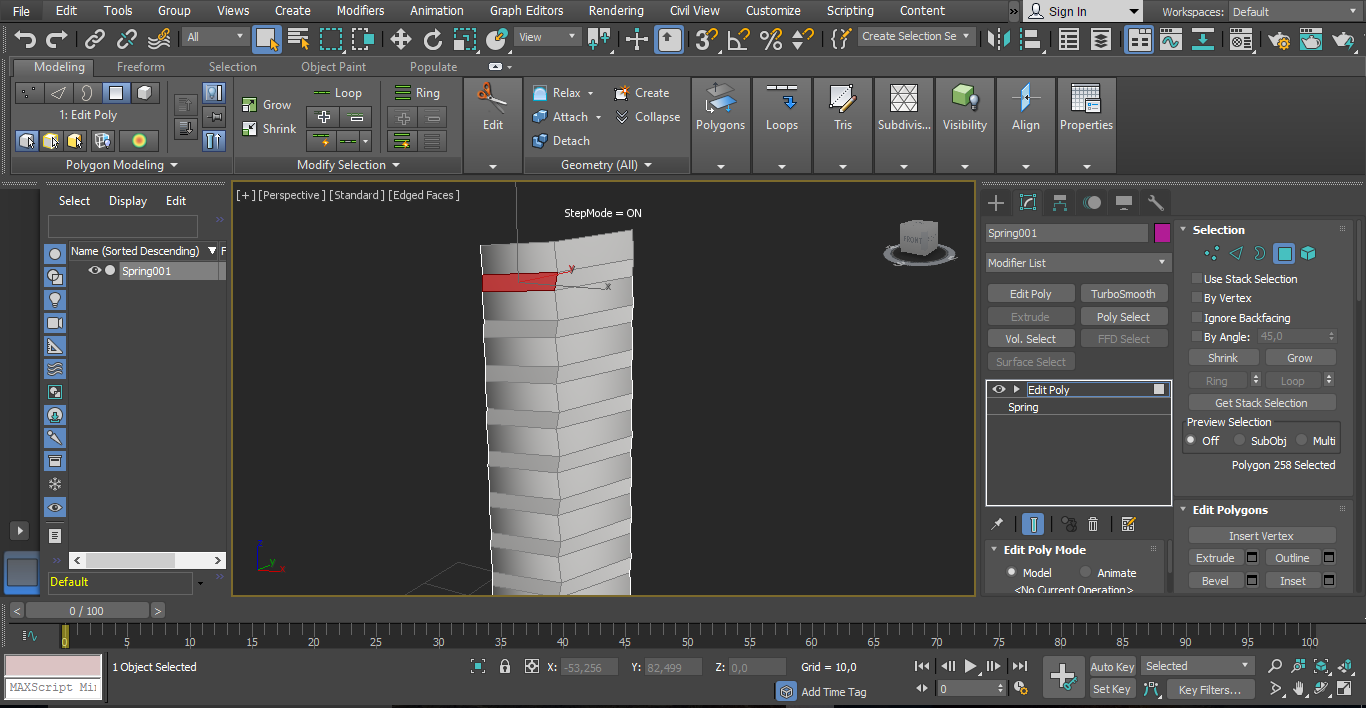 File Edit Tools Group Views Create Modifiers Animation Graph Editors Rendering Civil View Customize Scripting Content » Sign In Workspaces: Default
All View 3 Create Selection Se
Modeling Freeform Selection Object Paint Populate
1: Edit Poly
Polygon Modeling
Grow
Shrink
Loop
Ring
Modify Selection
Edit
Relax
Create
Attach
Collapse
Detach
Geometry (All)
Polygons
Loops
Tris
Subdivis...
Visibility
Align
Properties
Select Display Edit
Name (Sorted Descending) F
Spring001
Default
[+] [Perspective ] [Standard ] [Edged Faces ]
StepMode = ON
FRONT
y
x
z
y
x
Spring001
Modifier List
Edit Poly TurboSmooth
Extrude Poly Select
Vol. Select FFD Select
Surface Select
Edit Poly
Spring
Edit Poly Mode
Model Animate
<No Current Operation>
Selection
Use Stack Selection
By Vertex
Ignore Backfacing
By Angle: 45,0
Shrink Grow
Ring Loop
Get Stack Selection
Preview Selection
Off SubObj Multi
Polygon 258 Selected
Edit Polygons
Insert Vertex
Extrude Outline
Bevel Inset
< 0 / 100 >
0 5 10 15 20 25 30 35 40 45 50 55 60 65 70 75 80 85 90 95 100
MAXScript Mi
1 Object Selected
X: -53,256 Y: 82,499 Z: 0,0 Grid = 10,0
Add Time Tag
0
Auto Key Selected
Set Key Key Filters...